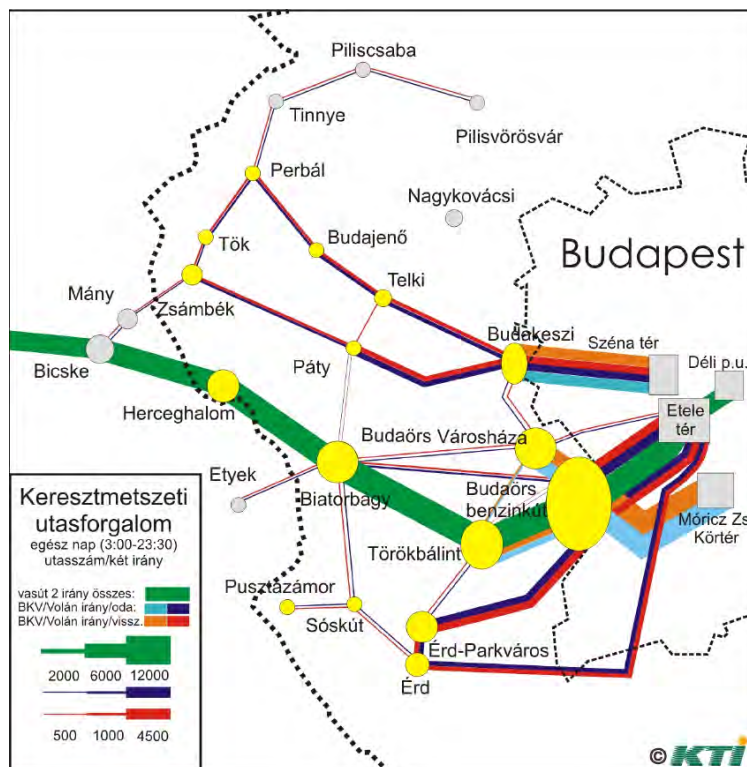 Piliscsaba
Tinnye
Pilisvörösvár
Perbál
Nagykovácsi
Tök
Budajenő
Budapest
Telki
Mány
Zsámbék
Budakeszi
Széna tér
Bicske
Páty
Déli p.u.
Herceghalom
Etele
tér
Budaörs Városháza
Etyek
Biatorbágy
Budaörs
benzinkút
Móricz Zs.
Körtér
Törökbálint
Pusztazámor
Sóskút
Érd-Parkváros
Érd
Keresztmetszeti
utasforgalom
egész nap (3:00-23:30)
utasszám/két irány
vasút 2 irány összes:
BKV/Volán irány/oda:
BKV/Volán irány/vissz.
2000 6000 12000
500 1000 4500
© KTI